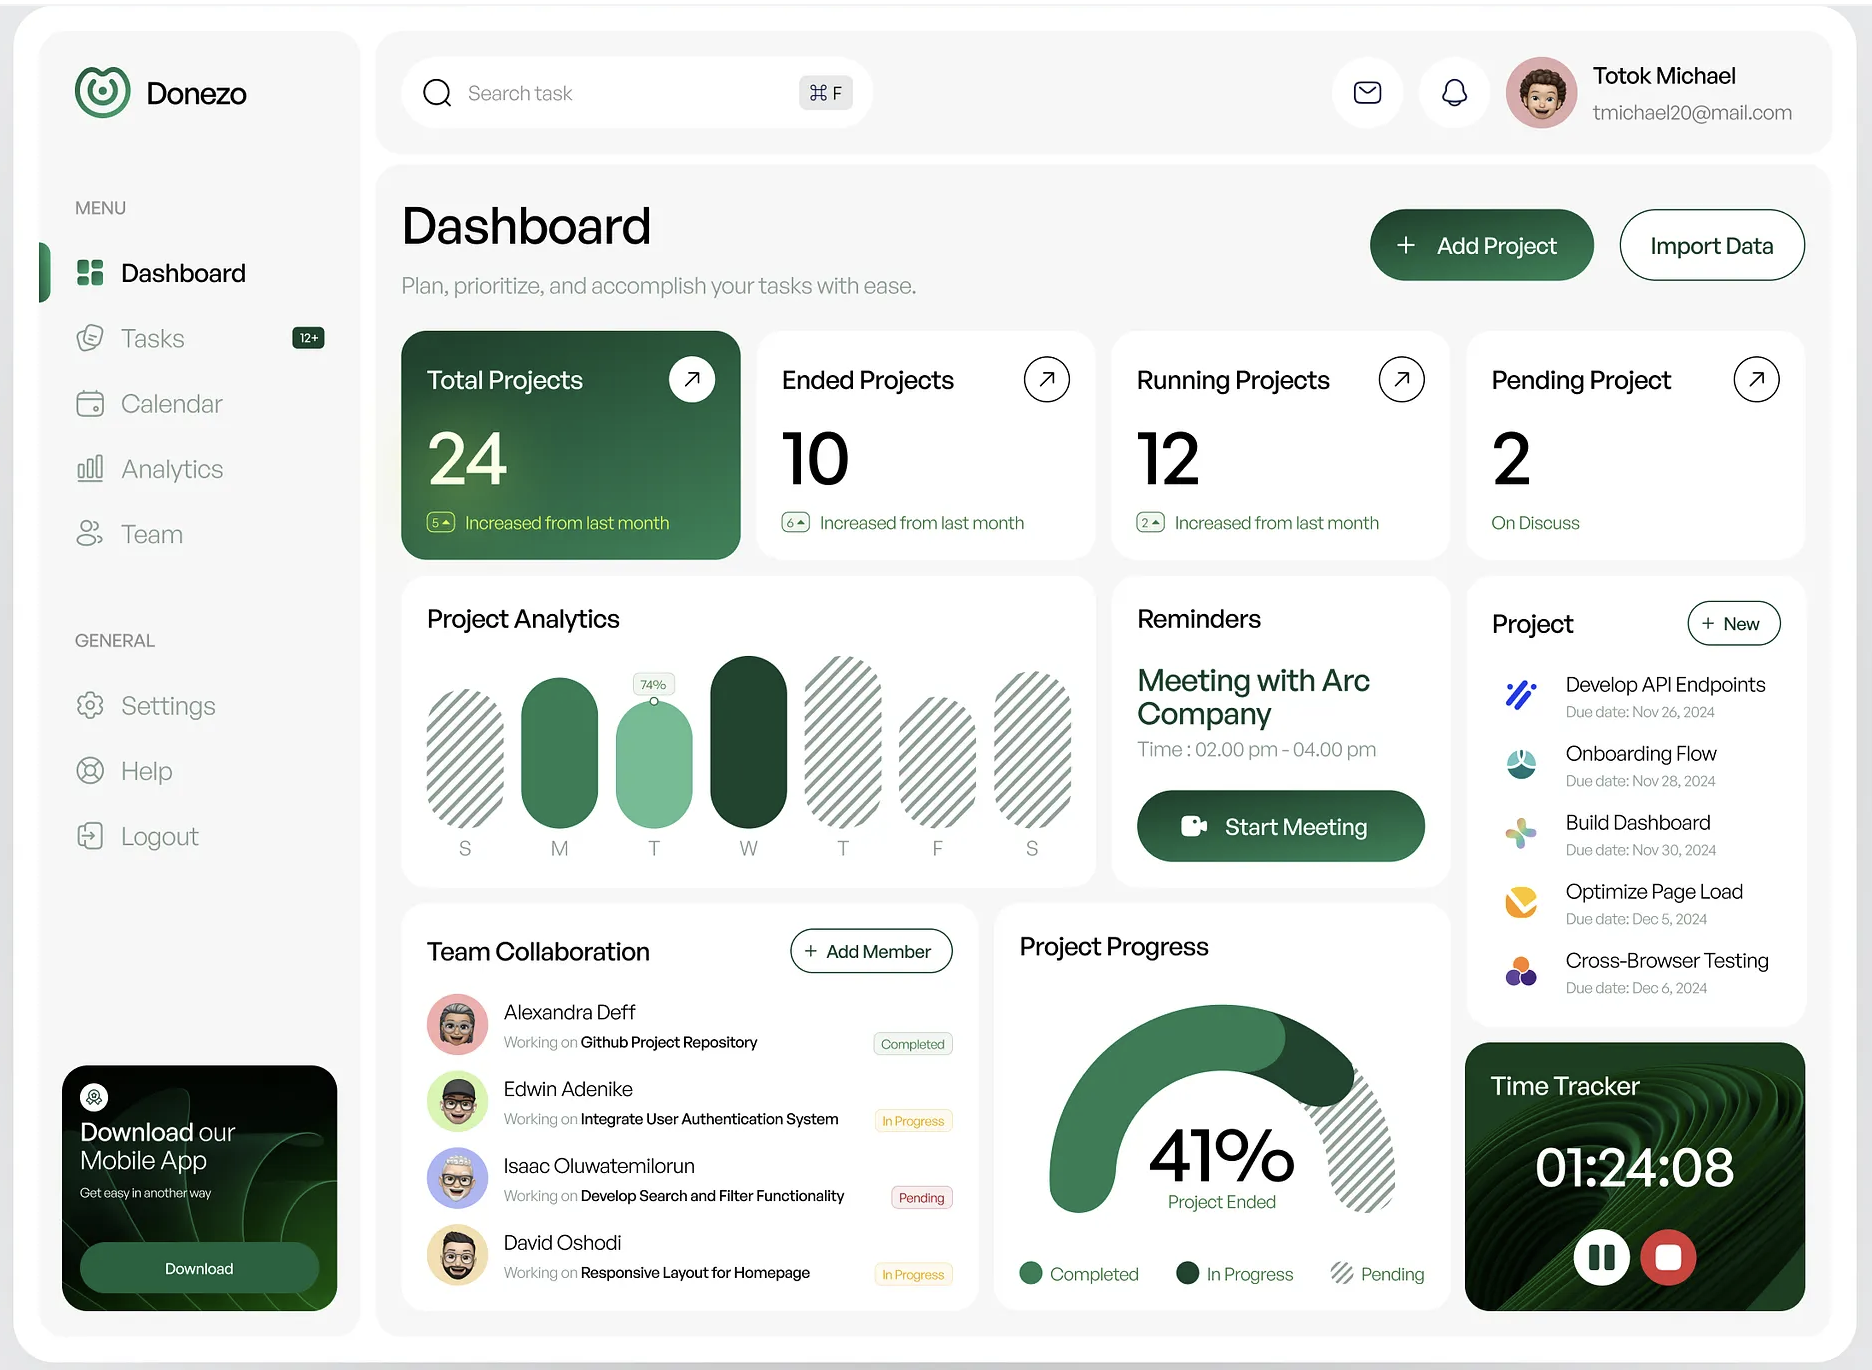 Donezo
MENU
Dashboard
Tasks
12+
Calendar
Analytics
Team
GENERAL
Settings
Help
Logout
Download our
Mobile App
Get easy in another way
Download
Search task
⌘ F
Totok Michael
tmichael20@mail.com
Dashboard
Plan, prioritize, and accomplish your tasks with ease.
+ Add Project
Import Data
Total Projects
24
5 Increased from last month
Ended Projects
10
6 Increased from last month
Running Projects
12
2 Increased from last month
Pending Project
2
On Discuss
Project Analytics
74%
S M T W T F S
Reminders
Meeting with Arc
Company
Time : 02.00 pm - 04.00 pm
Start Meeting
Project
+ New
Develop API Endpoints
Due date: Nov 26, 2024
Onboarding Flow
Due date: Nov 28, 2024
Build Dashboard
Due date: Nov 30, 2024
Optimize Page Load
Due date: Dec 5, 2024
Cross-Browser Testing
Due date: Dec 6, 2024
Team Collaboration
+ Add Member
Alexandra Deff
Working on Github Project Repository
Completed
Edwin Adenike
Working on Integrate User Authentication System
In Progress
Isaac Oluwatemilorun
Working on Develop Search and Filter Functionality
Pending
David Oshodi
Working on Responsive Layout for Homepage
In Progress
Project Progress
41%
Project Ended
Completed
In Progress
Pending
Time Tracker
01:24:08